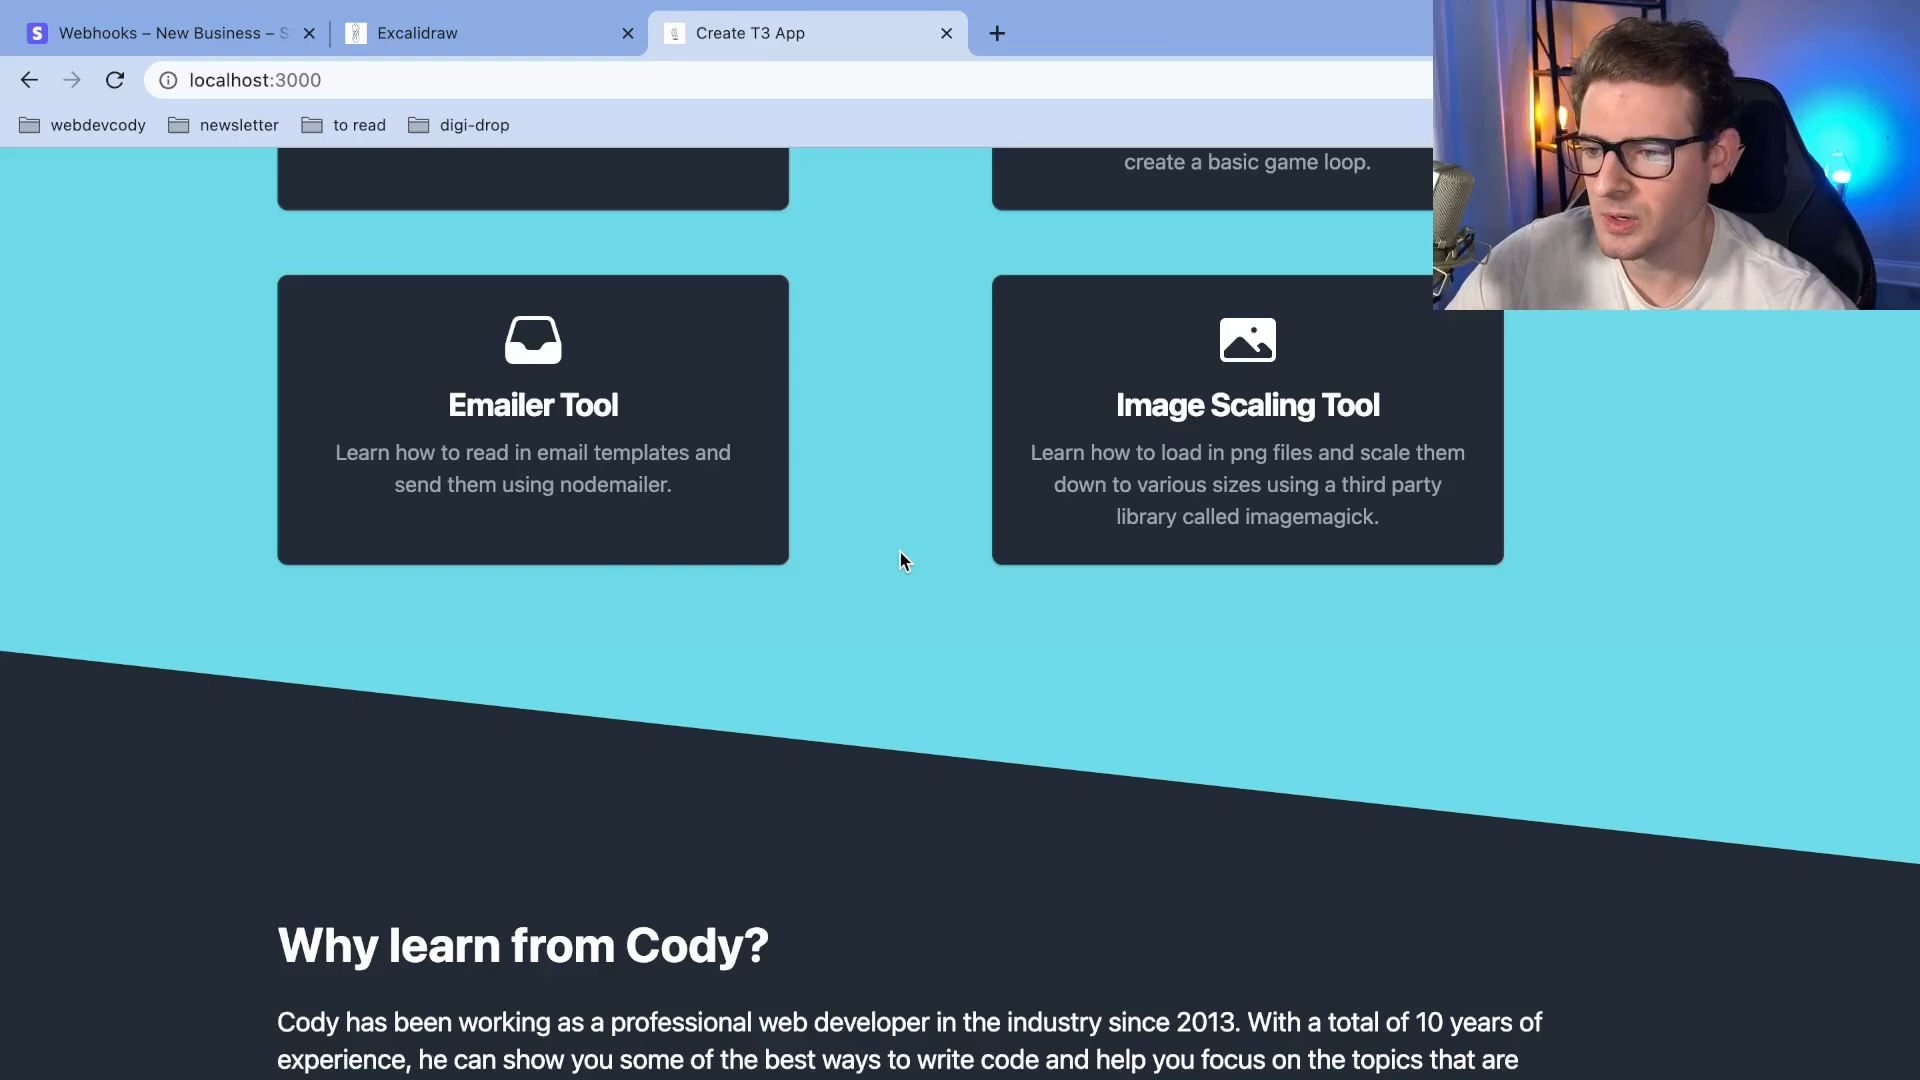 Webhooks – New Business – S
Excalidraw
Create T3 App
localhost:3000
webdevcody
newsletter
to read
digi-drop
create a basic game loop.
Emailer Tool
Learn how to read in email templates and
send them using nodemailer.
Image Scaling Tool
Learn how to load in png files and scale them
down to various sizes using a third party
library called imagemagick.
Why learn from Cody?
Cody has been working as a professional web developer in the industry since 2013. With a total of 10 years of
experience, he can show you some of the best ways to write code and help you focus on the topics that are